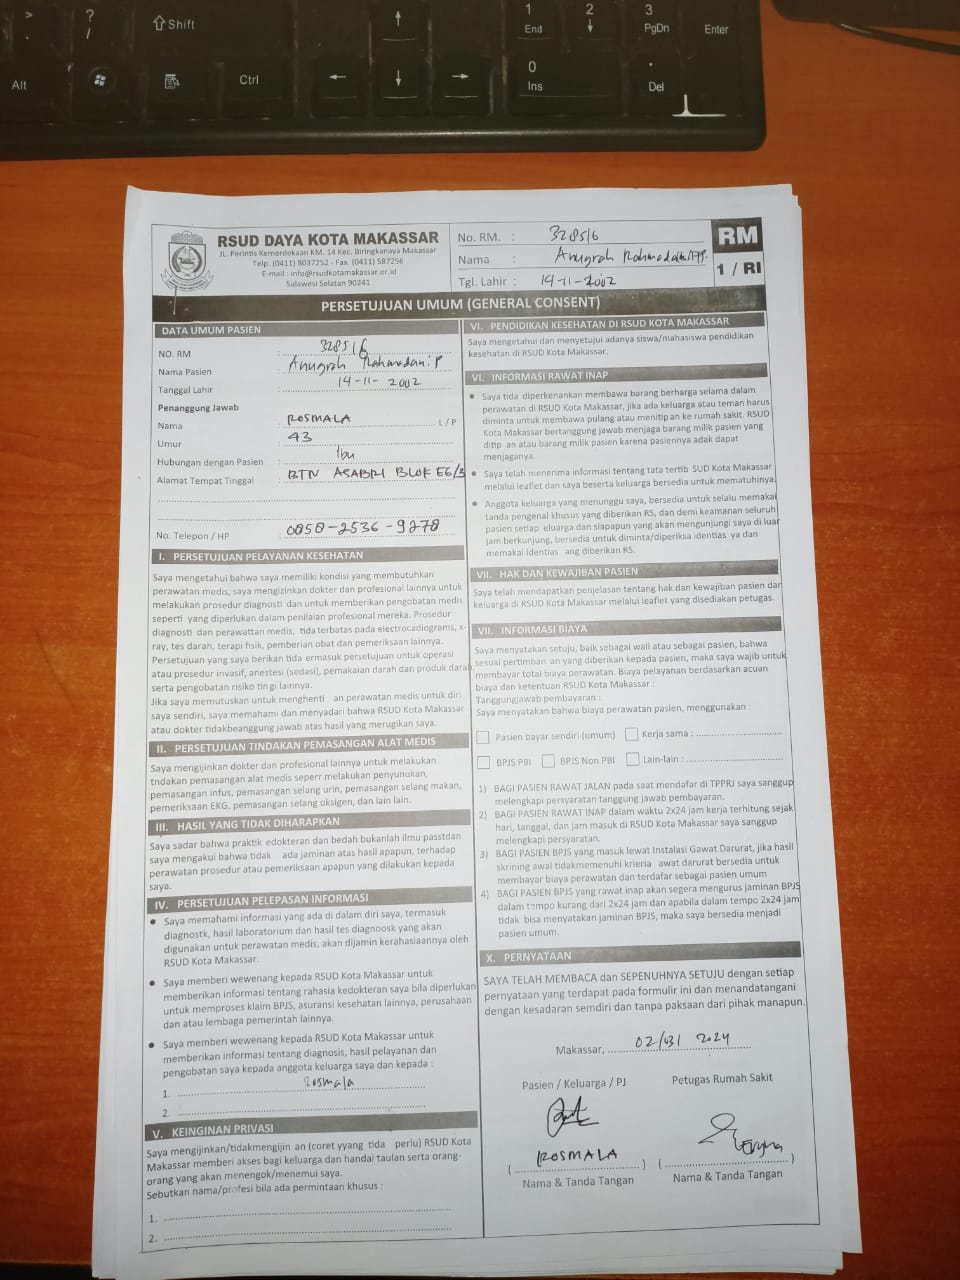 >
.
?
/
Shift
Alt
Ctrl
1
End
2
3
PgDn
Enter
0
Ins
.
Del
RSUD DAYA KOTA MAKASSAR
JL. Perintis Kemerdekaan KM. 14 Kec. Biringkanaya Makassar
Telp. (0411) 8037252 - Fax. (0411) 587256
E-mail : info@rsudkotamakassar.or.id
Sulawesi Selatan 90241
No. RM. : 328516
Nama : Anugrah
Tgl. Lahir : 14-11-2002
RM
1 / RI
PERSETUJUAN UMUM (GENERAL CONSENT)
DATA UMUM PASIEN
NO. RM : 328516
Nama Pasien : Anugrah Rahmadani. P
Tanggal Lahir : 14-11-2002
Penanggung Jawab
Nama : ROSMALA L / P
Umur : 43
Hubungan dengan Pasien : Ibu
Alamat Tempat Tinggal : BTN ASABRI BLOK E6/3
No. Telepon / HP : 0858-2536-9278
I. PERSETUJUAN PELAYANAN KESEHATAN
Saya mengetahui bahwa saya memiliki kondisi yang membutuhkan
perawatan medis, saya mengizinkan dokter dan profesional lainnya untuk
melakukan prosedur diagnosti dan untuk memberikan pengobatan medis
seperti yang diperlukan dalam penilaian profesional mereka. Prosedur
diagnosti dan perawattan medis, tida terbatas pada electrocadiograms, x-
ray, tes darah, terapi fisik, pemberian obat dan pemeriksaan lainnya.
Persetujuan yang saya berikan tida ermasuk persetujuan untuk operasi
atau prosedur invasif, anestesi (sedasi), pemakaian darah dan produk darah,
serta pengobatan risiko tin gi lainnya.
Jika saya memutuskan untuk menghenti an perawatan medis untuk diri
saya sendiri, saya memahami dan menyadari bahwa RSUD Kota Makassar
atau dokter tidakbeanggung jawab atas hasil yang merugikan saya.
II. PERSETUJUAN TINDAKAN PEMASANGAN ALAT MEDIS
Saya mengijinkan dokter dan profesional lainnya untuk melakukan
tndakan pemasangan alat medis seperr melakukan penyunukan,
pemasangan infus, pemasangan selang urin, pemasangan selang makan,
pemeriksaan EKG, pemasangan selang oksigen, dan lain lain.
III. HASIL YANG TIDAK DIHARAPKAN
Saya sadar bahwa praktik edokteran dan bedah bukanlah ilmu passtdan
saya mengakui bahwa tidak ada jaminan atas hasil apapun, terhadap
perawatan prosedur atau pemeriksaan apapun yang dilakukan kepada
saya.
IV. PERSETUJUAN PELEPASAN INFORMASI
● Saya memahami informasi yang ada di dalam diri saya, termasuk
diagnostk, hasil laboratorium dan hasil tes diagnoosk yang akan
digunakan untuk perawatan medis, akan dijamin kerahasiaannya oleh
RSUD Kota Makassar.
● Saya memberi wewenang kepada RSUD Kota Makassar untuk
memberikan informasi tentang rahasia kedokteran saya bila diperlukan
untuk memproses klaim BPJS, asuransi kesehatan lainnya, perusahaan
dan atau lembaga pemerintah lainnya.
● Saya memberi wewenang kepada RSUD Kota Makassar untuk
memberikan informasi tentang diagnosis, hasil pelayanan dan
pengobatan saya kepada anggota keluarga saya dan kepada :
1. Rosmala
2.
V. KEINGINAN PRIVASI
Saya mengijinkan/tidakmengijin an (coret yyang tida perlu) RSUD Kota
Makassar memberi akses bagi keluarga dan handai taulan serta orang-
orang yang akan menengok/menemui saya.
Sebutkan nama/profesi bila ada permintaan khusus :
1.
2.
VI. PENDIDIKAN KESEHATAN DI RSUD KOTA MAKASSAR
Saya mengetahui dan menyetujui adanya siswa/mahasiswa pendidikan
kesehatan di RSUD Kota Makassar.
VI. INFORMASI RAWAT INAP
● Saya tida diperkenankan membawa barang berharga selama dalam
perawatan di RSUD Kota Makassar, jika ada keluarga atau teman harus
diminta untuk membawa pulang atau menitip an ke rumah sakit. RSUD
Kota Makassar bertanggung jawab menjaga barang milik pasien yang
ditip an atau barang milik pasien karena pasiennya adak dapat
menjaganya.
● Saya telah menerima informasi tentang tata tertib SUD Kota Makassar
melalui leaflet dan saya beserta keluarga bersedia untuk mematuhinya.
● Anggota keluarga yang menunggu saya, bersedia untuk selalu memakai
tanda pengenal khusus yang diberikan RS, dan demi keamanan seluruh
pasien setiap eluarga dan siapapun yang akan mengunjungi saya di luar
jam berkunjung, bersedia untuk diminta/diperiksa identias ya dan
memakai identias ang diberikan RS.
VII. HAK DAN KEWAJIBAN PASIEN
Saya telah mendapatkan penjelasan tentang hak dan kewajiban pasien dan
keluarga di RSUD Kota Makassar melalui leaflet yang disediakan petugas.
VII. INFORMASI BIAYA
Saya menyatakan setuju, baik sebagai wali atau sebagai pasien, bahwa
sesuai pertimban an yang diberikan kepada pasien, maka saya wajib untuk
membayar total biaya perawatan. Biaya pelayanan berdasarkan acuan
biaya dan ketentuan RSUD Kota Makassar :
Tanggungjawab pembayaran :
Saya menyatakan bahwa biaya perawatan pasien, menggunakan :
Pasien bayar sendiri (umum) Kerja sama :
BPJS PBI BPJS Non PBI Lain-lain :
1) BAGI PASIEN RAWAT JALAN pada saat mendafar di TPPRJ saya sanggup
melengkapi persyaratan tanggung jawab pembayaran.
2) BAGI PASIEN RAWAT INAP dalam waktu 2x24 jam kerja terhitung sejak
hari, tanggal, dan jam masuk di RSUD Kota Makassar saya sanggup
melengkapi persyaratan.
3) BAGI PASIEN BPJS yang masuk lewat Instalasi Gawat Darurat, jika hasil
skrining awal tidakmemenuhi krieria awat darurat bersedia untuk
membayar biaya perawatan dan terdafar sebagai pasien umum
4) BAGI PASIEN BPJS yang rawat inap akan segera mengurus jaminan BPJS
dalam tempo kurang dari 2x24 jam dan apabila dalam tempo 2x24 jam
tidak bisa menyatakan jaminan BPJS, maka saya bersedia menjadi
pasien umum.
X. PERNYATAAN
SAYA TELAH MEMBACA dan SEPENUHNYA SETUJU dengan setiap
pernyataan yang terdapat pada formulir ini dan menandatangani
dengan kesadaran semdiri dan tanpa paksaan dari pihak manapun.
Makassar, 02/03/ 2024
Pasien / Keluarga / PJ Petugas Rumah Sakit
( ROSMALA ) ( )
Nama & Tanda Tangan Nama & Tanda Tangan